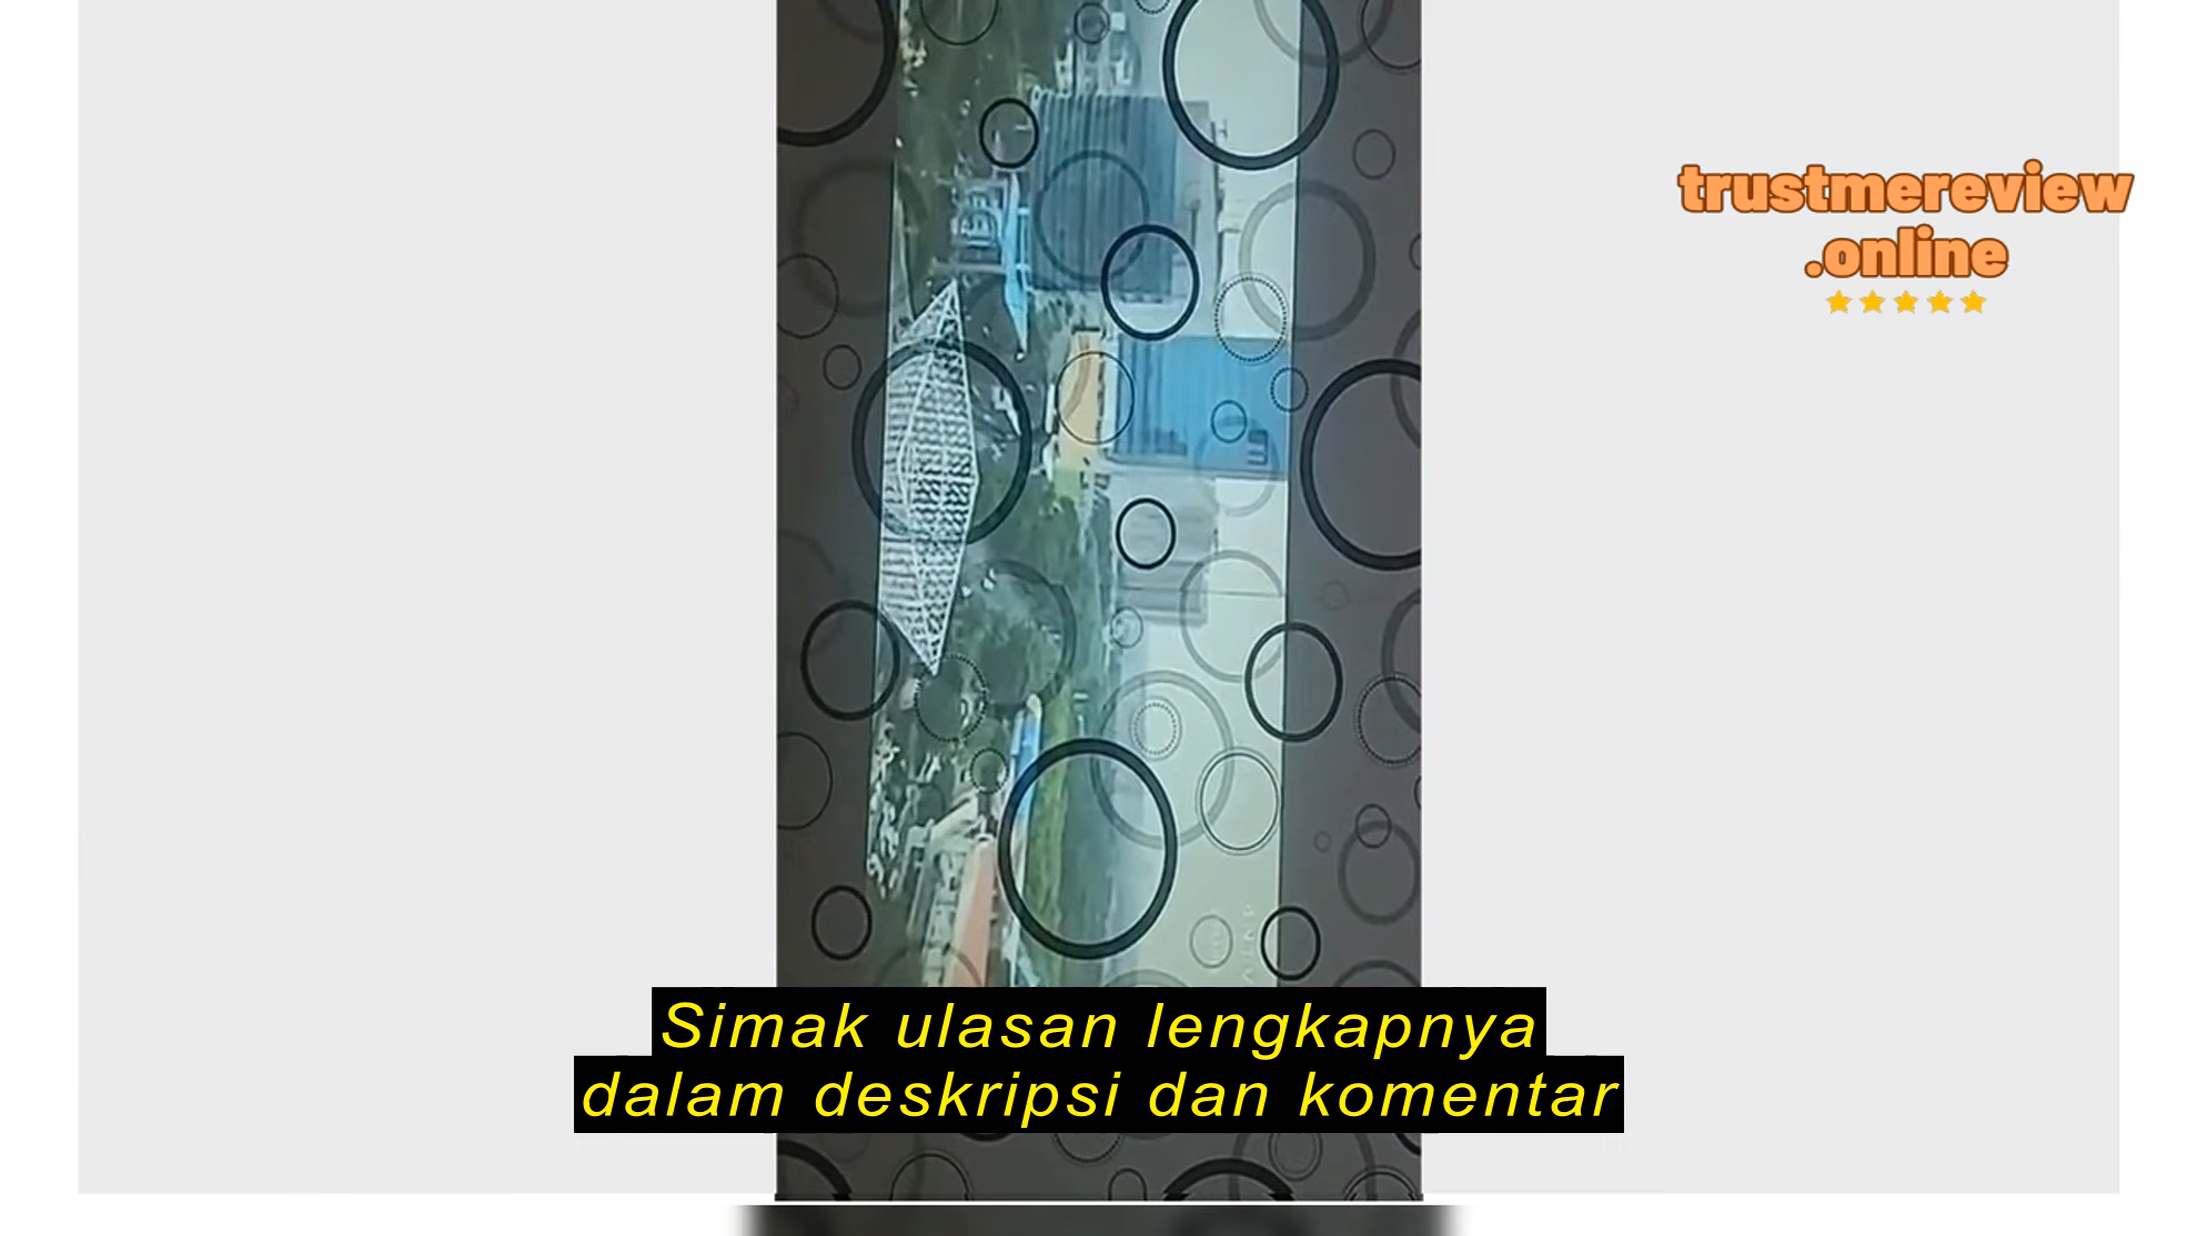 trustmereview
.online
Simak ulasan lengkapnya
dalam deskripsi dan komentar